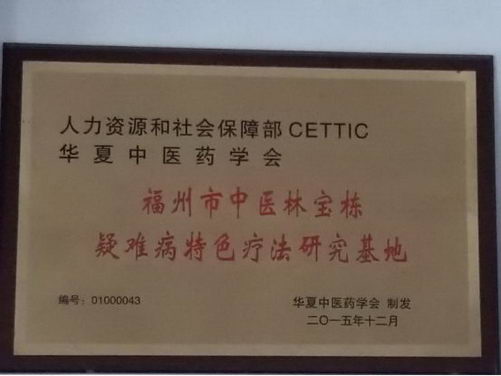 人力资源和社会保障部 CETTIC
华夏中医药学会
福州市中医林宝栋
疑难病特色疗法研究基地
编号：01000043
华夏中医药学会 制发
二〇一五年十二月